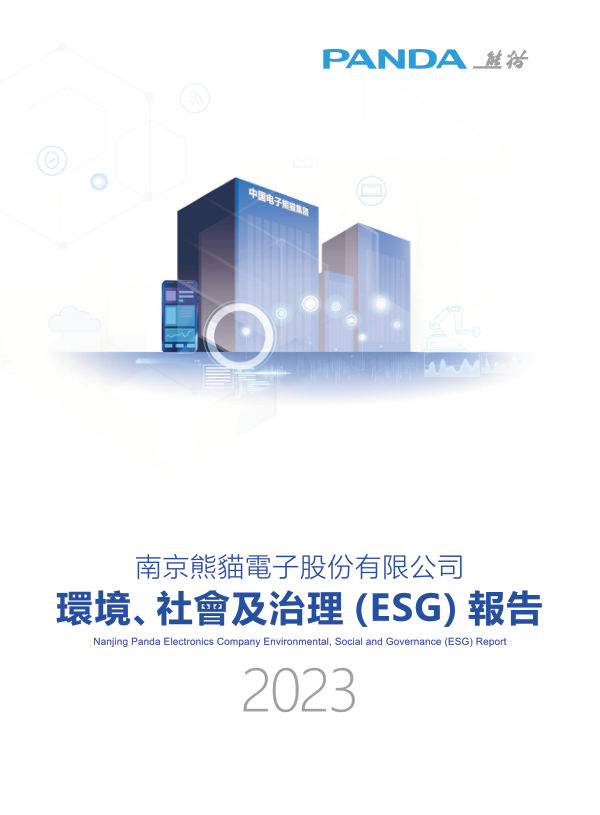 PANDA 熊猫
中国电子熊猫集团
南京熊貓電子股份有限公司
環境、社會及治理 (ESG) 報告
Nanjing Panda Electronics Company Environmental, Social and Governance (ESG) Report
2023